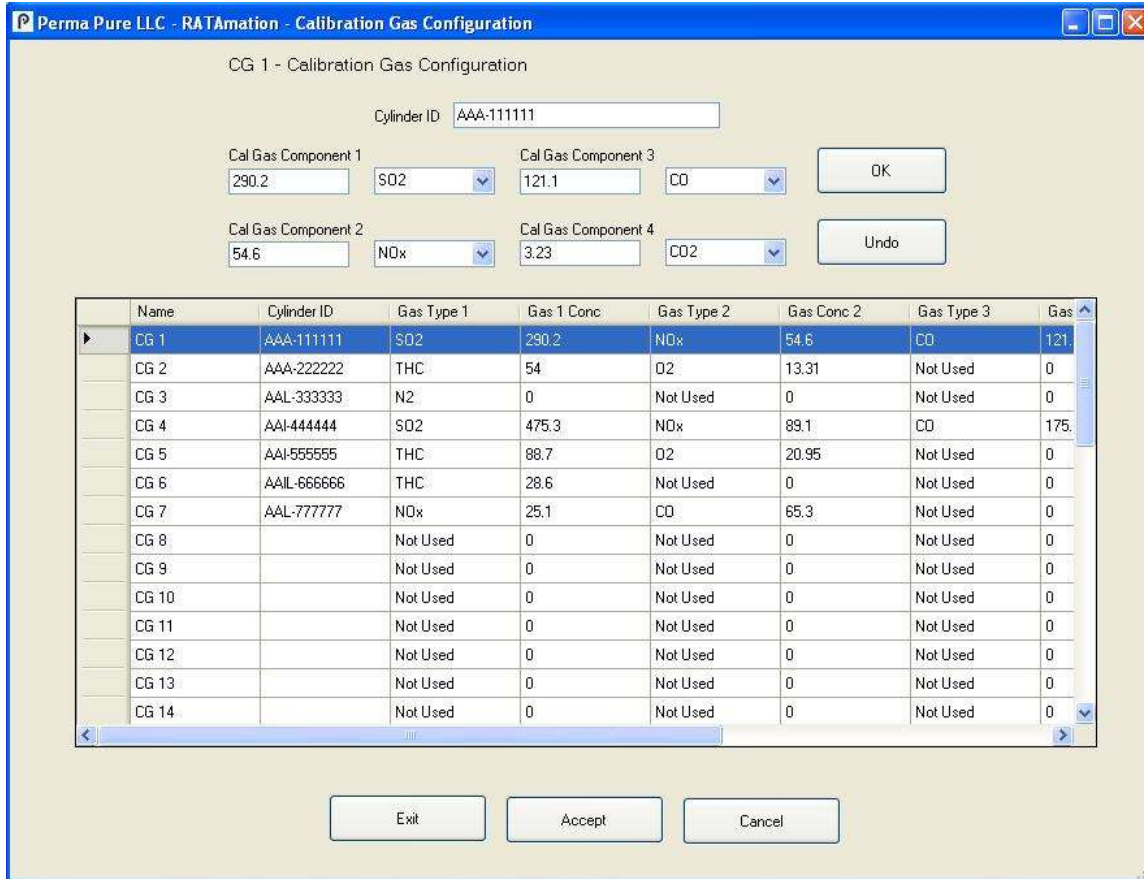 Perma Pure LLC - RATAmation - Calibration Gas Configuration
CG 1 - Calibration Gas Configuration
Cylinder ID AAA-111111
Cal Gas Component 1 Cal Gas Component 3
290.2 SO2 121.1 CO OK
Cal Gas Component 2 Cal Gas Component 4
54.6 NOx 3.23 CO2 Undo
Name Cylinder ID Gas Type 1 Gas 1 Conc Gas Type 2 Gas Conc 2 Gas Type 3 Gas
CG 1 AAA-111111 SO2 290.2 NOx 54.6 CO 121.
CG 2 AAA-222222 THC 54 O2 13.31 Not Used 0
CG 3 AAL-333333 N2 0 Not Used 0 Not Used 0
CG 4 AAI-444444 SO2 475.3 NOx 89.1 CO 175.
CG 5 AAI-555555 THC 88.7 O2 20.95 Not Used 0
CG 6 AAIL-666666 THC 28.6 Not Used 0 Not Used 0
CG 7 AAL-777777 NOx 25.1 CO 65.3 Not Used 0
CG 8 Not Used 0 Not Used 0 Not Used 0
CG 9 Not Used 0 Not Used 0 Not Used 0
CG 10 Not Used 0 Not Used 0 Not Used 0
CG 11 Not Used 0 Not Used 0 Not Used 0
CG 12 Not Used 0 Not Used 0 Not Used 0
CG 13 Not Used 0 Not Used 0 Not Used 0
CG 14 Not Used 0 Not Used 0 Not Used 0
Exit Accept Cancel